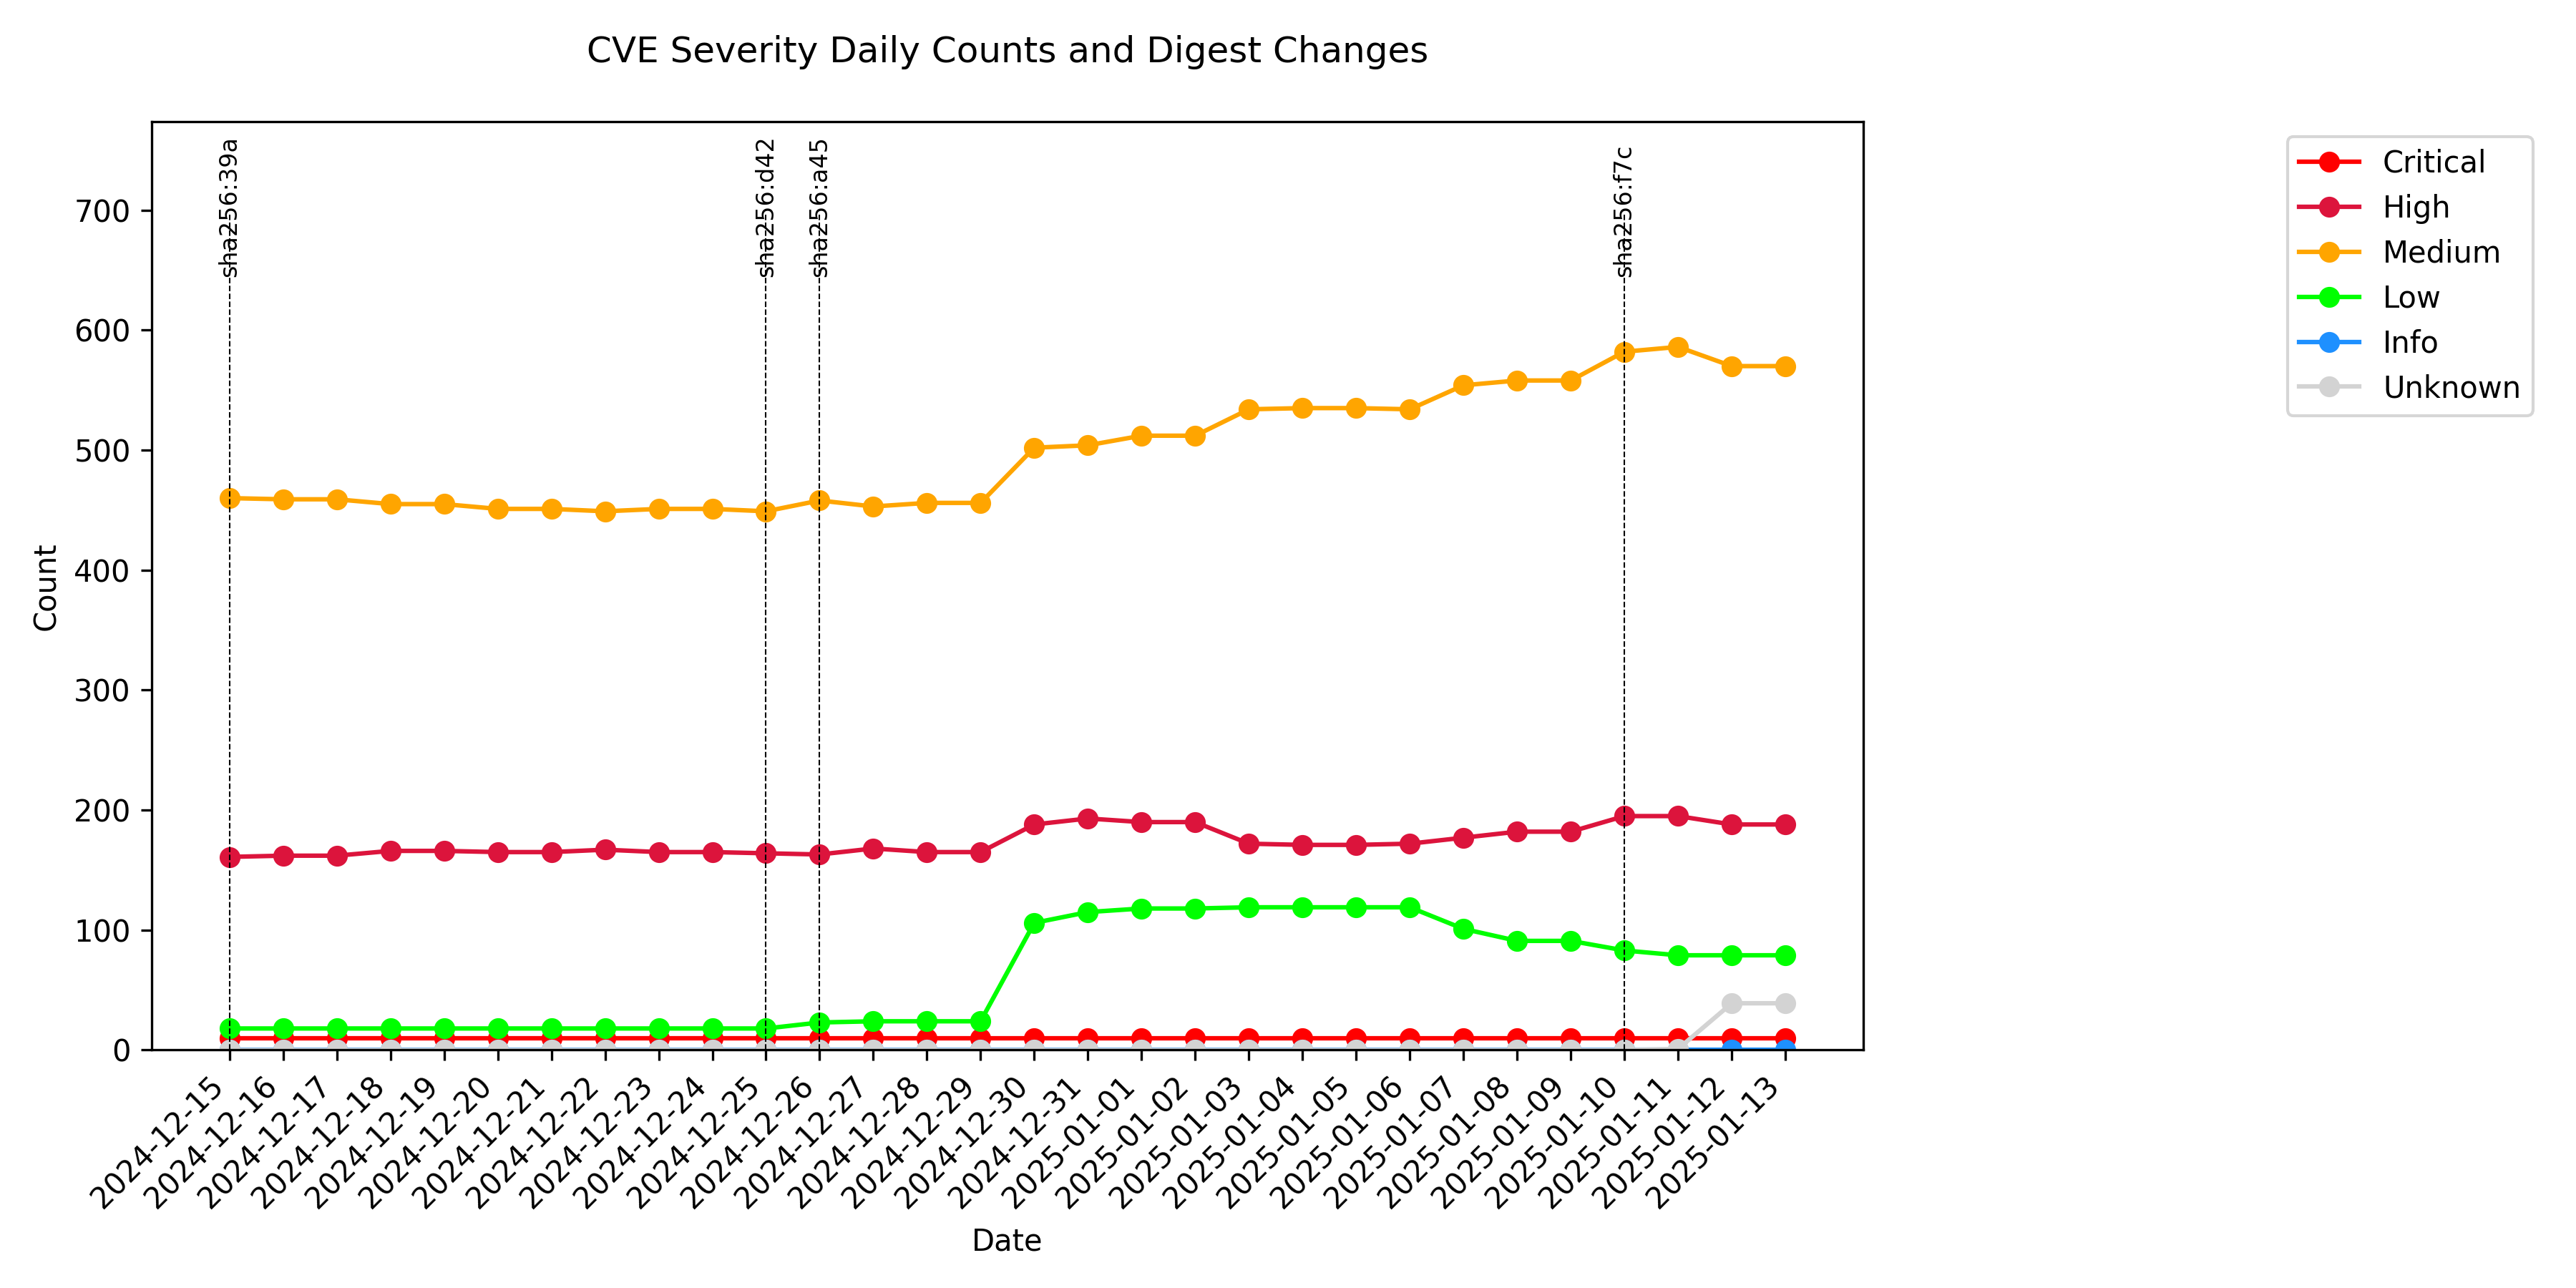 CVE Severity Daily Counts and Digest Changes
sha256:39a
sha256:d42
sha256:a45
sha256:f7c
Critical
High
Medium
Low
Info
Unknown
Count
700
600
500
400
300
200
100
0
2024-12-15
2024-12-16
2024-12-17
2024-12-18
2024-12-19
2024-12-20
2024-12-21
2024-12-22
2024-12-23
2024-12-24
2024-12-25
2024-12-26
2024-12-27
2024-12-28
2024-12-29
2024-12-30
2024-12-31
2025-01-01
2025-01-02
2025-01-03
2025-01-04
2025-01-05
2025-01-06
2025-01-07
2025-01-08
2025-01-09
2025-01-10
2025-01-11
2025-01-12
2025-01-13
Date